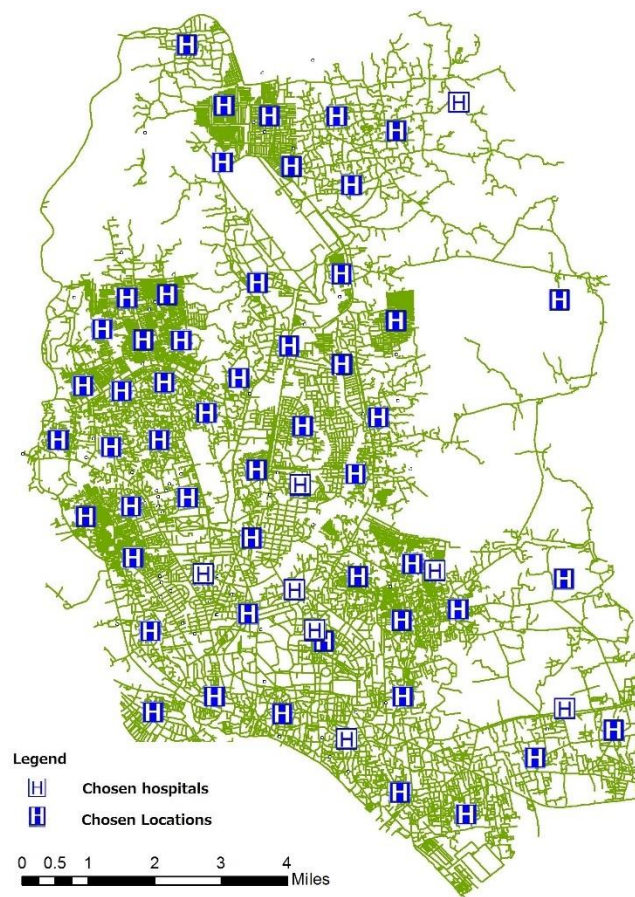 Legend
H Chosen hospitals
H Chosen Locations
0 0.5 1 2 3 4
Miles